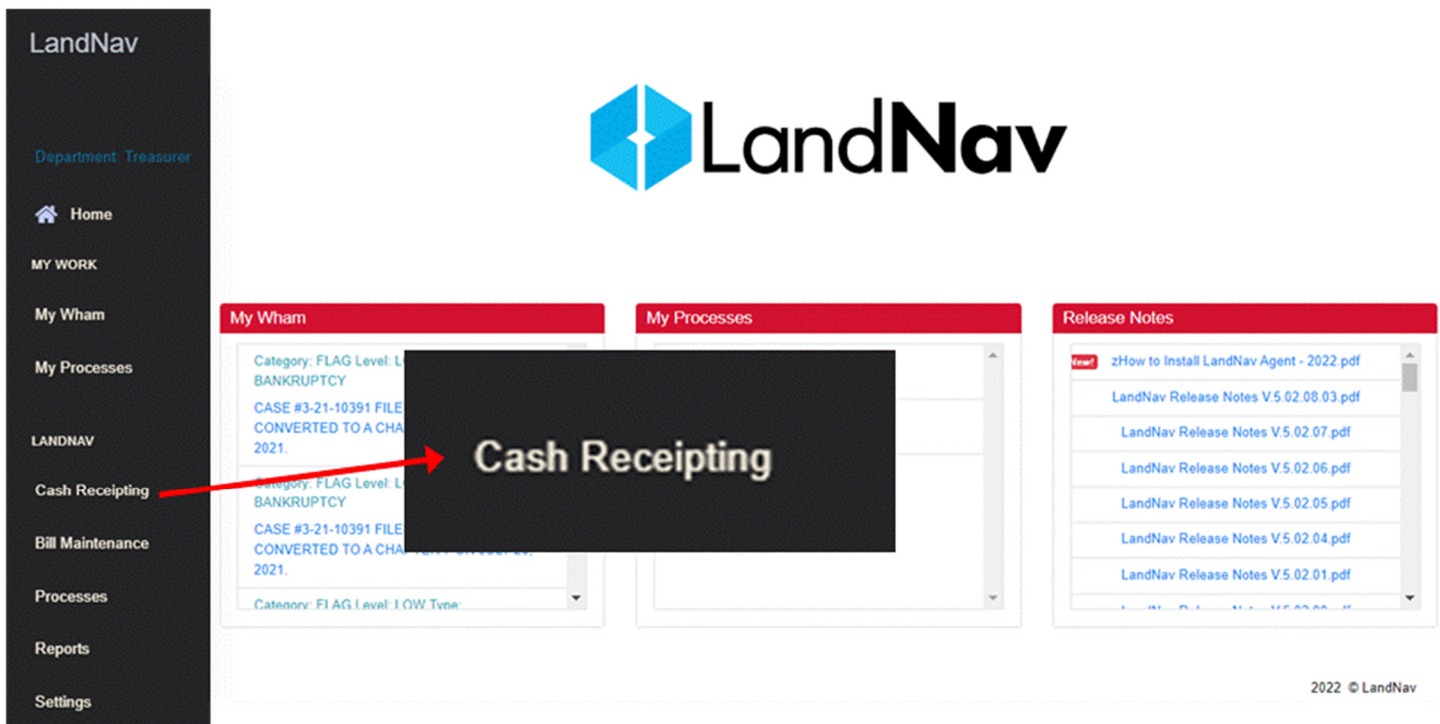 LandNav
Department Treasurer
Home
MY WORK
My Wham
My Processes
LANDNAV
Cash Receipting
Bill Maintenance
Processes
Reports
Settings
LandNav
My Wham
Category: FLAG Level:
BANKRUPTCY
CASE #3-21-10391 FILE
CONVERTED TO A CHA
2021.
Category: FLAG Level:
BANKRUPTCY
CASE #3-21-10391 FILE
CONVERTED TO A
2021.
Category: FLAG Level: LOW Type:
Cash Receipting
My Processes
Release Notes
New! zHow to Install LandNav Agent - 2022.pdf
LandNav Release Notes V.5.02.08.03.pdf
LandNav Release Notes V.5.02.07.pdf
LandNav Release Notes V.5.02.06.pdf
LandNav Release Notes V.5.02.05.pdf
LandNav Release Notes V.5.02.04.pdf
LandNav Release Notes V.5.02.01.pdf
2022 © LandNav